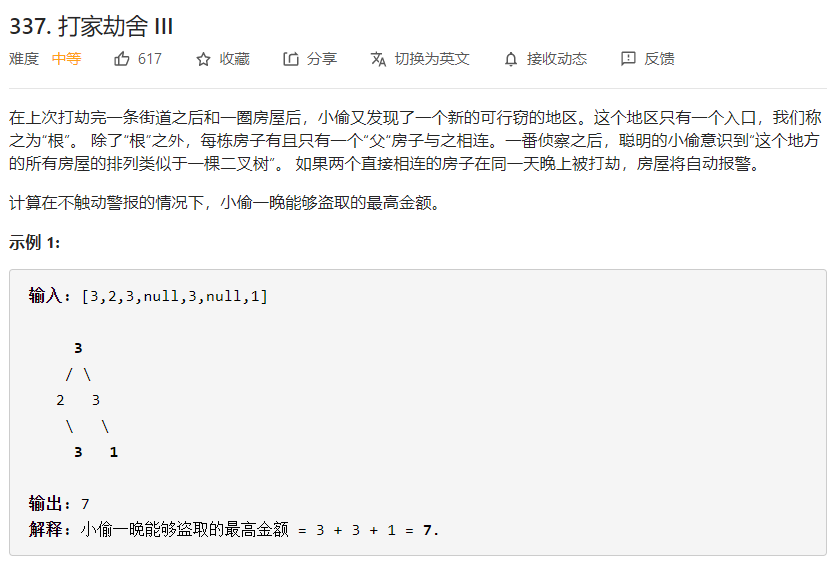 337. 打家劫舍 III
难度 中等 617 收藏 分享 切换为英文 接收动态 反馈
在上次打劫完一条街道之后和一圈房屋后，小偷又发现了一个新的可行窃的地区。这个地区只有一个入口，我们称
之为“根”。 除了“根”之外，每栋房子有且只有一个“父“房子与之相连。一番侦察之后，聪明的小偷意识到“这个地方
的所有房屋的排列类似于一棵二叉树”。 如果两个直接相连的房子在同一天晚上被打劫，房屋将自动报警。
计算在不触动警报的情况下，小偷一晚能够盗取的最高金额。
示例 1:
输入: [3,2,3,null,3,null,1]
3
/ \
2 3
\ \
3 1
输出: 7
解释: 小偷一晚能够盗取的最高金额 = 3 + 3 + 1 = 7.